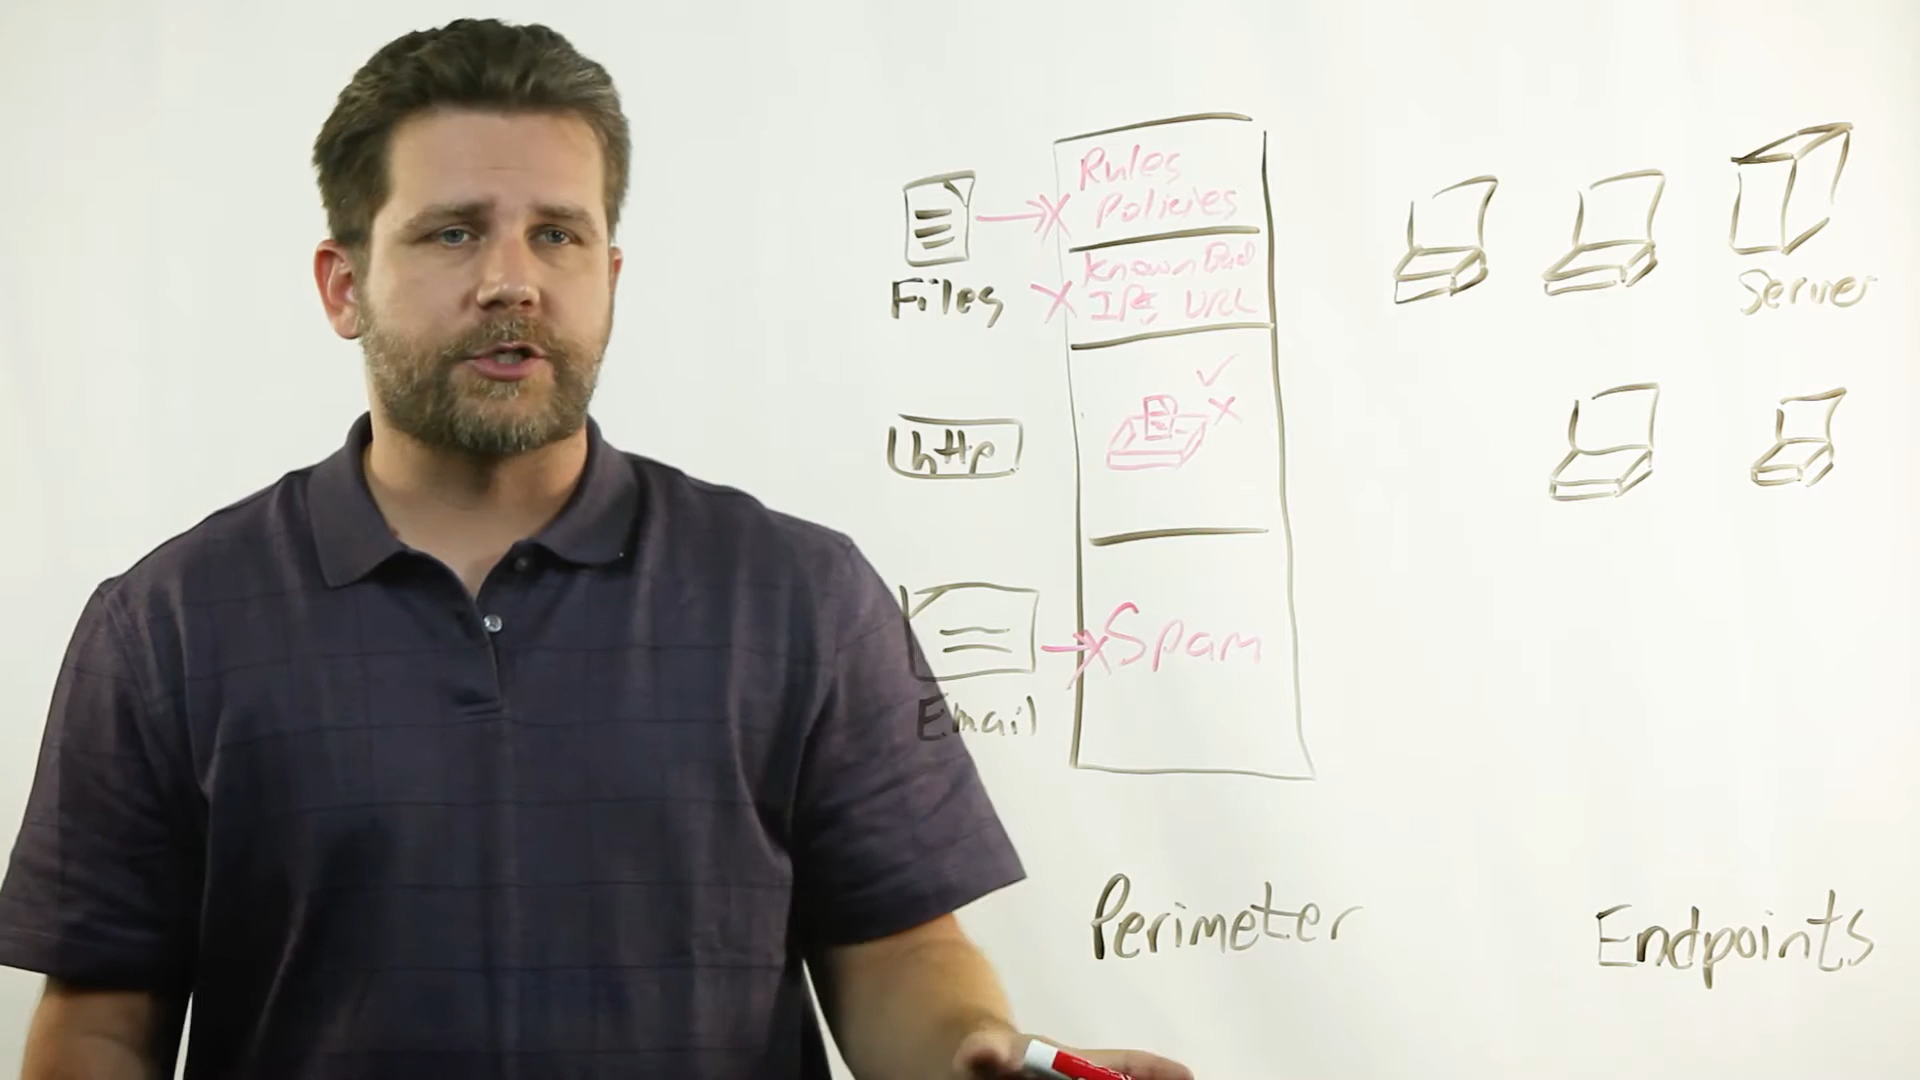 Rules
Policies
Files
Known Bad
IPs URL
Server
http
Spam
Email
Perimeter
Endpoints